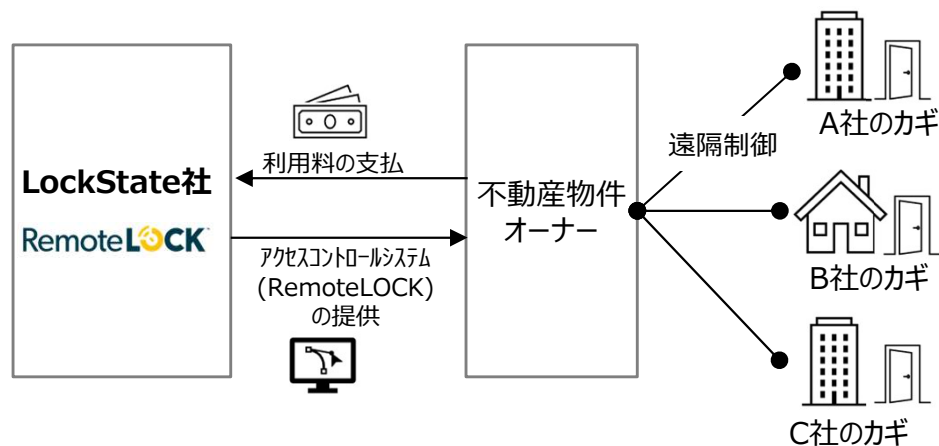 LockState社
RemoteLOCK
利用料の支払
アクセスコントロールシステム
(RemoteLOCK)
の提供
不動産物件
オーナー
遠隔制御
A社のカギ
B社のカギ
C社のカギ